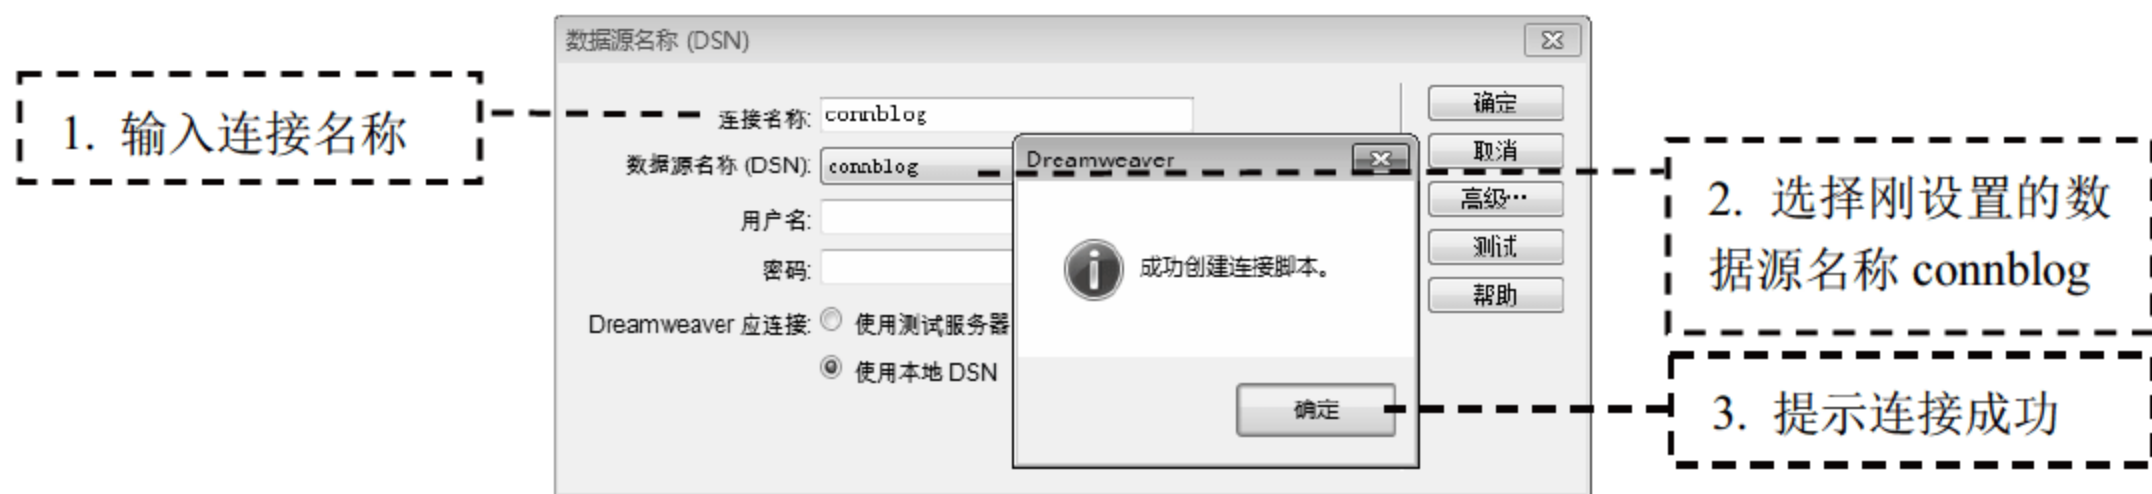 数据源名称 (DSN)
1. 输入连接名称
连接名称: connblog
数据源名称 (DSN): connblog
用户名:
密码:
Dreamweaver 应连接: 使用测试服务器
使用本地 DSN
Dreamweaver
成功创建连接脚本。
确定
确定
取消
高级…
测试
帮助
2. 选择刚设置的数
据源名称 connblog
3. 提示连接成功